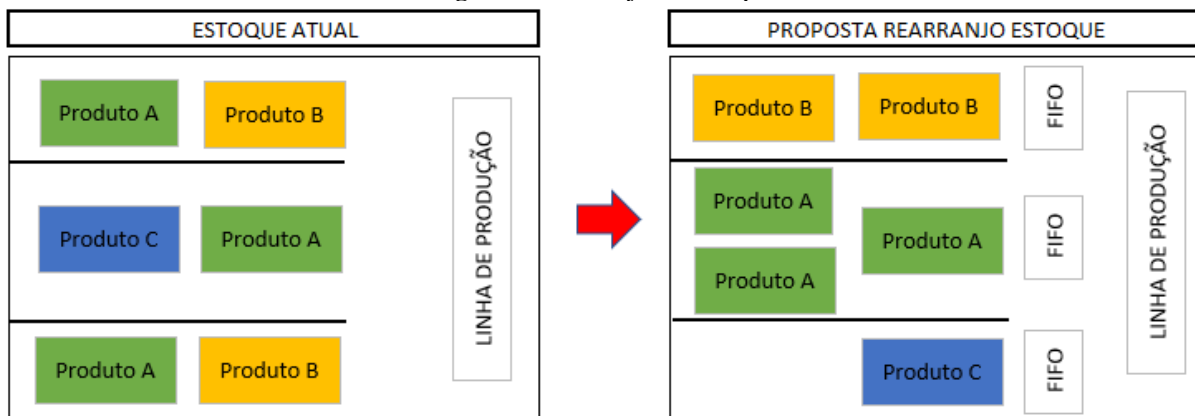 ESTOQUE ATUAL
Produto A
Produto B
Produto C
Produto A
Produto A
Produto B
LINHA DE PRODUÇÃO
PROPOSTA REARRANJO ESTOQUE
Produto B
Produto B
FIFO
Produto A
Produto A
Produto A
FIFO
Produto C
FIFO
LINHA DE PRODUÇÃO